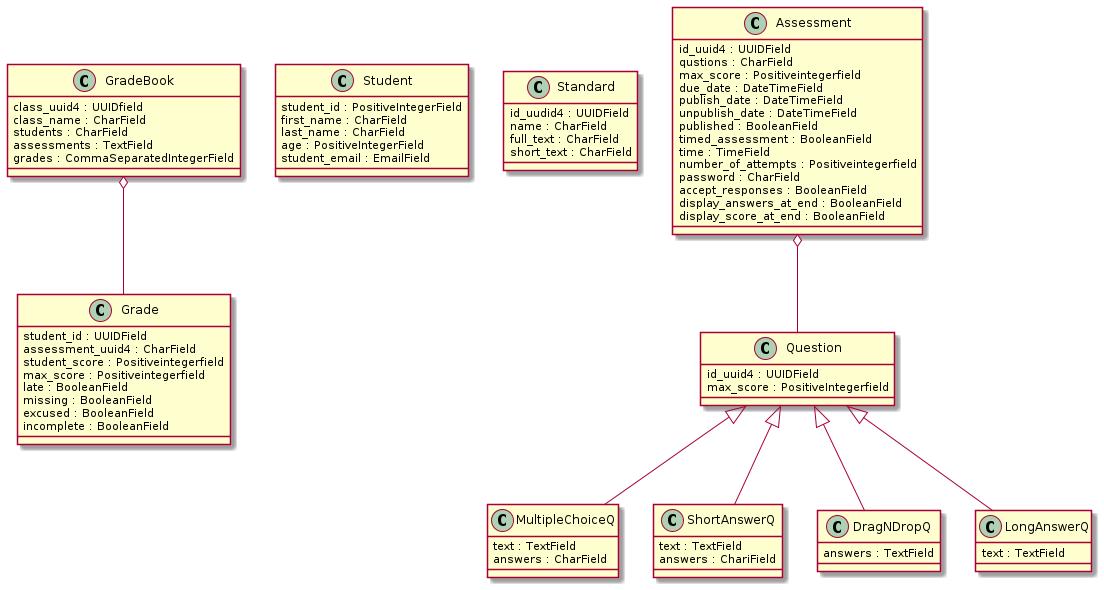 C GradeBook
class_uuid4 : UUIDfield
class_name : CharField
students : CharField
assessments : TextField
grades : CommaSeparatedIntegerField
C Student
student_id : PositiveIntegerField
first_name : CharField
last_name : CharField
age : PositiveIntegerField
student_email : EmailField
C Standard
id_uudid4 : UUIDField
name : CharField
full_text : CharField
short_text : CharField
C Assessment
id_uuid4 : UUIDField
qustions : CharField
max_score : Positiveintegerfield
due_date : DateTimeField
publish_date : DateTimeField
unpublish_date : DateTimeField
published : BooleanField
timed_assessment : BooleanField
time : TimeField
number_of_attempts : Positiveintegerfield
password : CharField
accept_responses : BooleanField
display_answers_at_end : BooleanField
display_score_at_end : BooleanField
C Grade
student_id : UUIDField
assessment_uuid4 : CharField
student_score : Positiveintegerfield
max_score : Positiveintegerfield
late : BooleanField
missing : BooleanField
excused : BooleanField
incomplete : BooleanField
C Question
id_uuid4 : UUIDField
max_score : PositiveIntegerfield
C MultipleChoiceQ
text : TextField
answers : CharField
C ShortAnswerQ
text : TextField
answers : ChariField
C DragNDropQ
answers : TextField
C LongAnswerQ
text : TextField